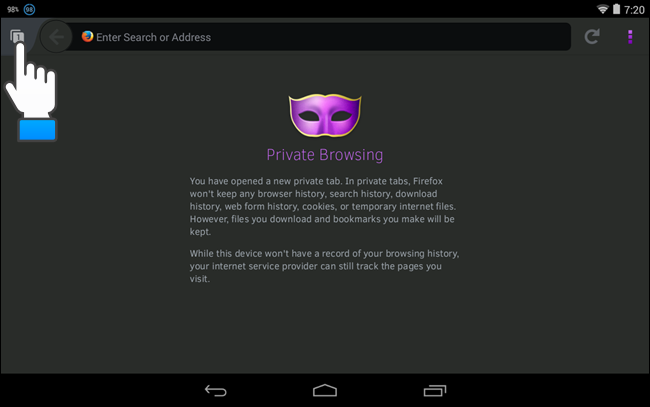 98% 98 7:20
1
Enter Search or Address
Private Browsing
You have opened a new private tab. In private tabs, Firefox
won't keep any browser history, search history, download
history, web form history, cookies, or temporary internet files.
However, files you download and bookmarks you make will be
kept.
While this device won't have a record of your browsing history,
your internet service provider can still track the pages you
visit.